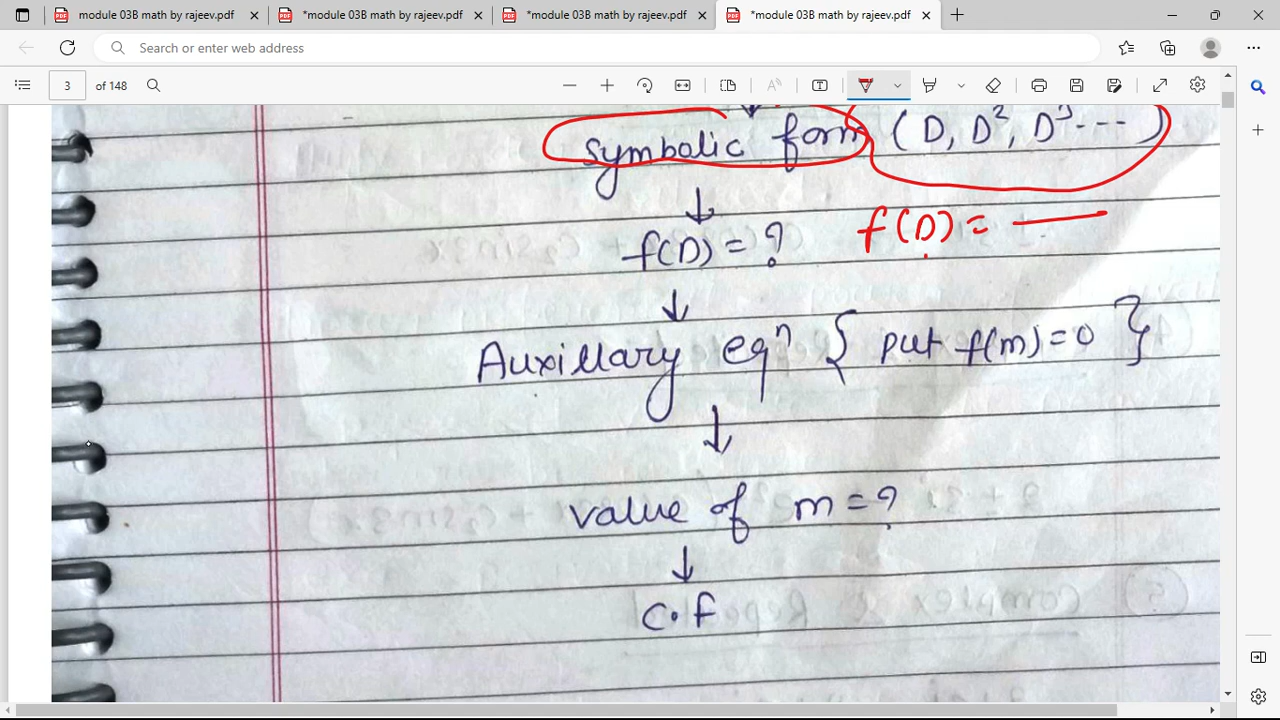 module 03B math by rajeev.pdf
*module 03B math by rajeev.pdf
*module 03B math by rajeev.pdf
*module 03B math by rajeev.pdf
Search or enter web address
3 of 148
symbolic form (D, D², D³---)
f(D) = ? f(D) = —
Auxillary eqⁿ { put f(m)=0 }
value of m = ?
C.F